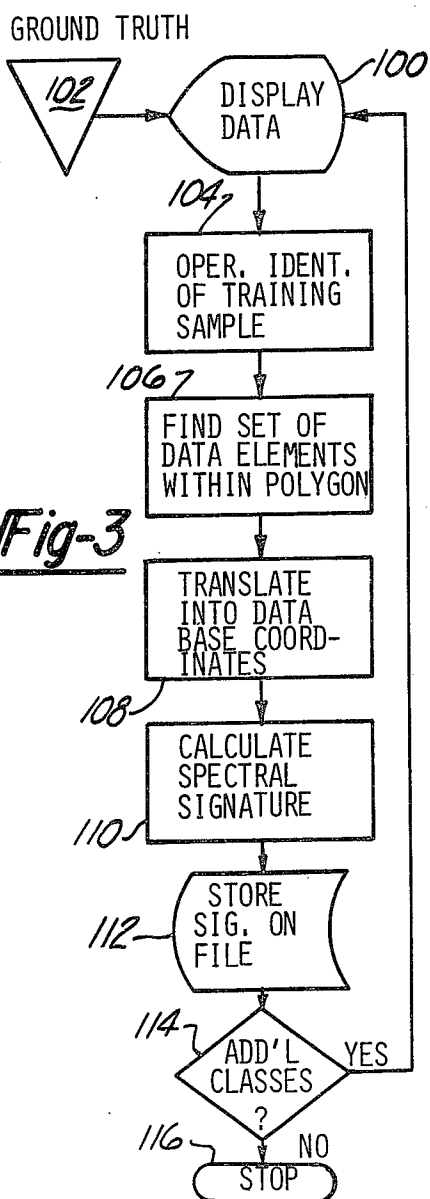 GROUND TRUTH
102
100
DISPLAY
DATA
104
OPER. IDENT.
OF TRAINING
SAMPLE
106
FIND SET OF
DATA ELEMENTS
WITHIN POLYGON
Fig-3
TRANSLATE
INTO DATA
BASE COORD-
INATES
108
CALCULATE
SPECTRAL
SIGNATURE
110
STORE
SIG. ON
FILE
112
114
ADD'L
CLASSES
?
YES
116
NO
STOP